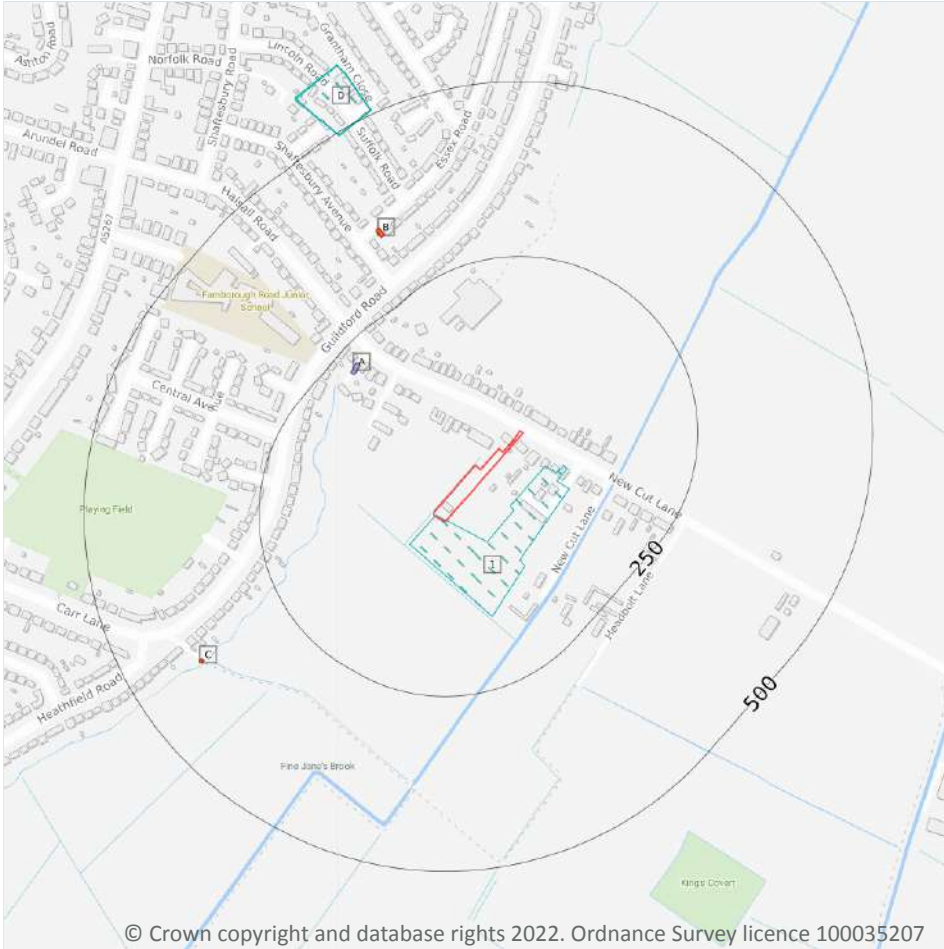 Ashton Road
Norfolk Road
Shaftesbury Road
Lincoln Road
Grantham Close
D
Arundel Road
Suffolk Road
Essex Road
Shaftesbury Avenue
Halsall Road
A5267
B
Farnborough Road Junior
School
Guildford Road
A
Central Avenue
Playing Field
New Cut Lane
1
New Cut Lane
250
Headbolt Lane
Carr Lane
C
Heathfield Road
500
Fine Jane's Brook
King's Covert
© Crown copyright and database rights 2022. Ordnance Survey licence 100035207